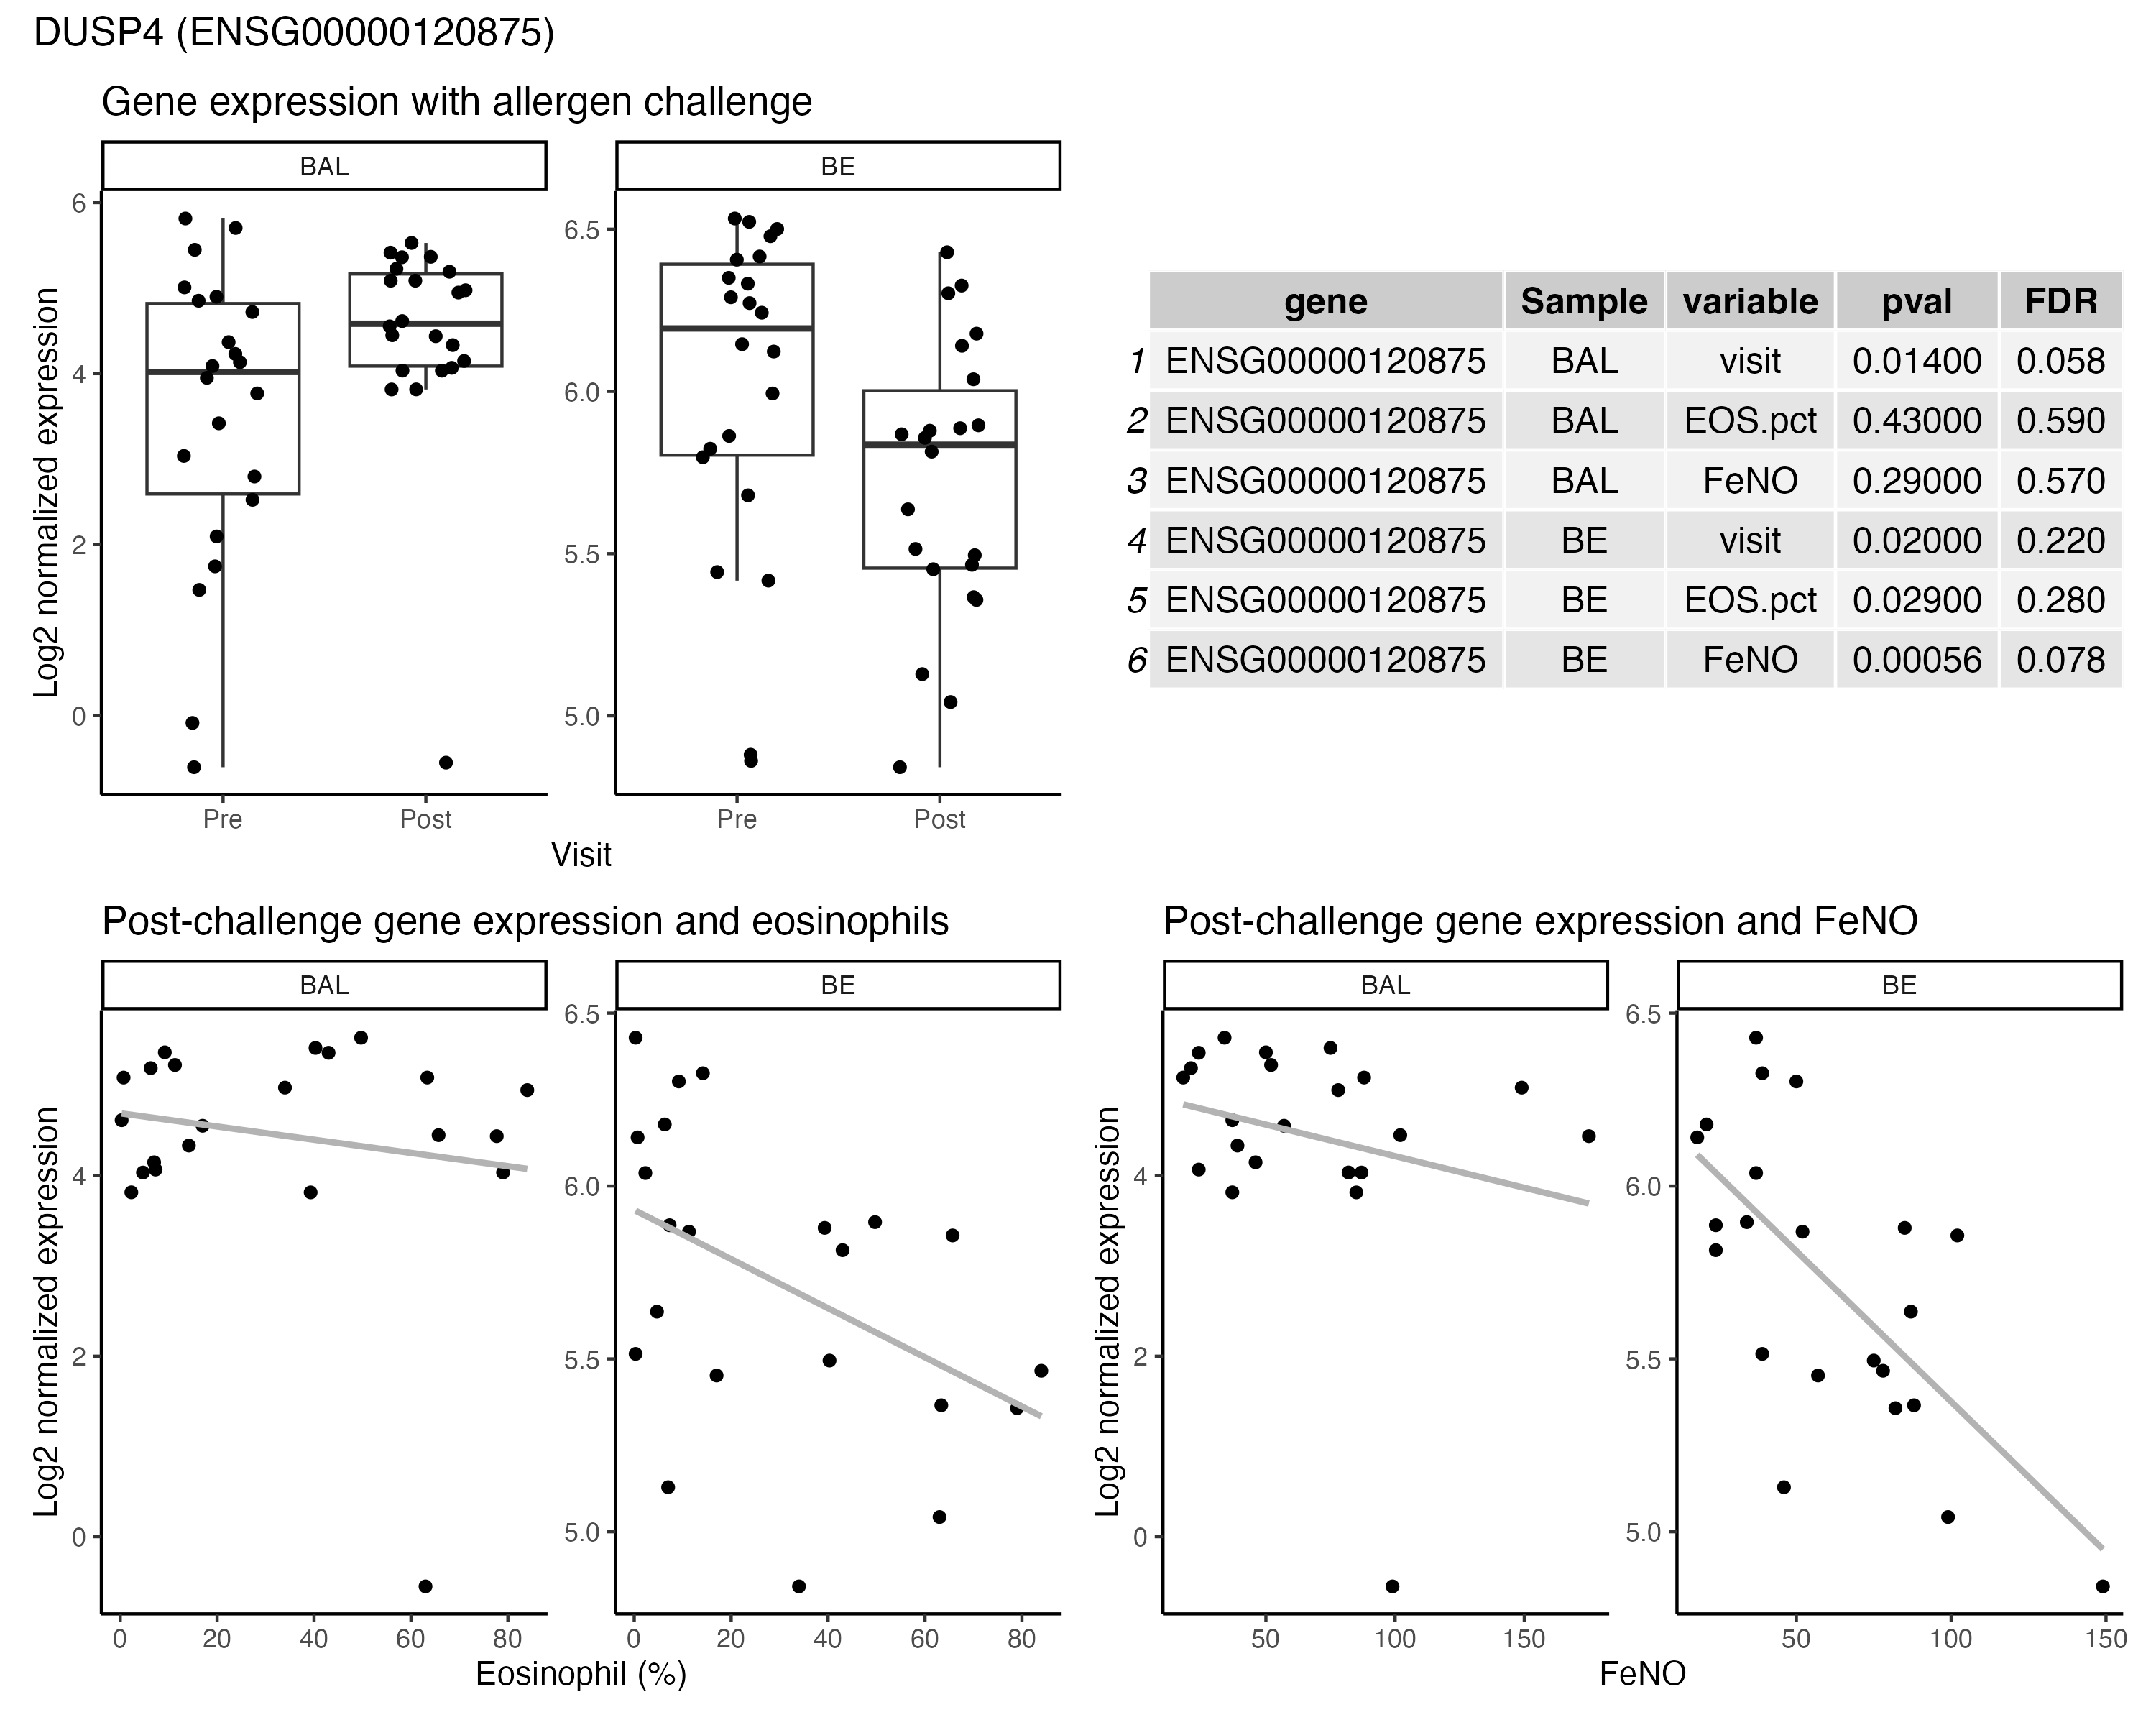 DUSP4 (ENSG00000120875)
Gene expression with allergen challenge
BAL
BE
Log2 normalized expression
6
4
2
0
6.5
6.0
5.5
5.0
Pre
Post
Pre
Post
Visit
gene Sample variable pval FDR
1 ENSG00000120875 BAL visit 0.01400 0.058
2 ENSG00000120875 BAL EOS.pct 0.43000 0.590
3 ENSG00000120875 BAL FeNO 0.29000 0.570
4 ENSG00000120875 BE visit 0.02000 0.220
5 ENSG00000120875 BE EOS.pct 0.02900 0.280
6 ENSG00000120875 BE FeNO 0.00056 0.078
Post-challenge gene expression and eosinophils
BAL
BE
Log2 normalized expression
4
2
0
6.5
6.0
5.5
5.0
0 20 40 60 80
0 20 40 60 80
Eosinophil (%)
Post-challenge gene expression and FeNO
BAL
BE
Log2 normalized expression
4
2
0
6.5
6.0
5.5
5.0
50 100 150
50 100 150
FeNO